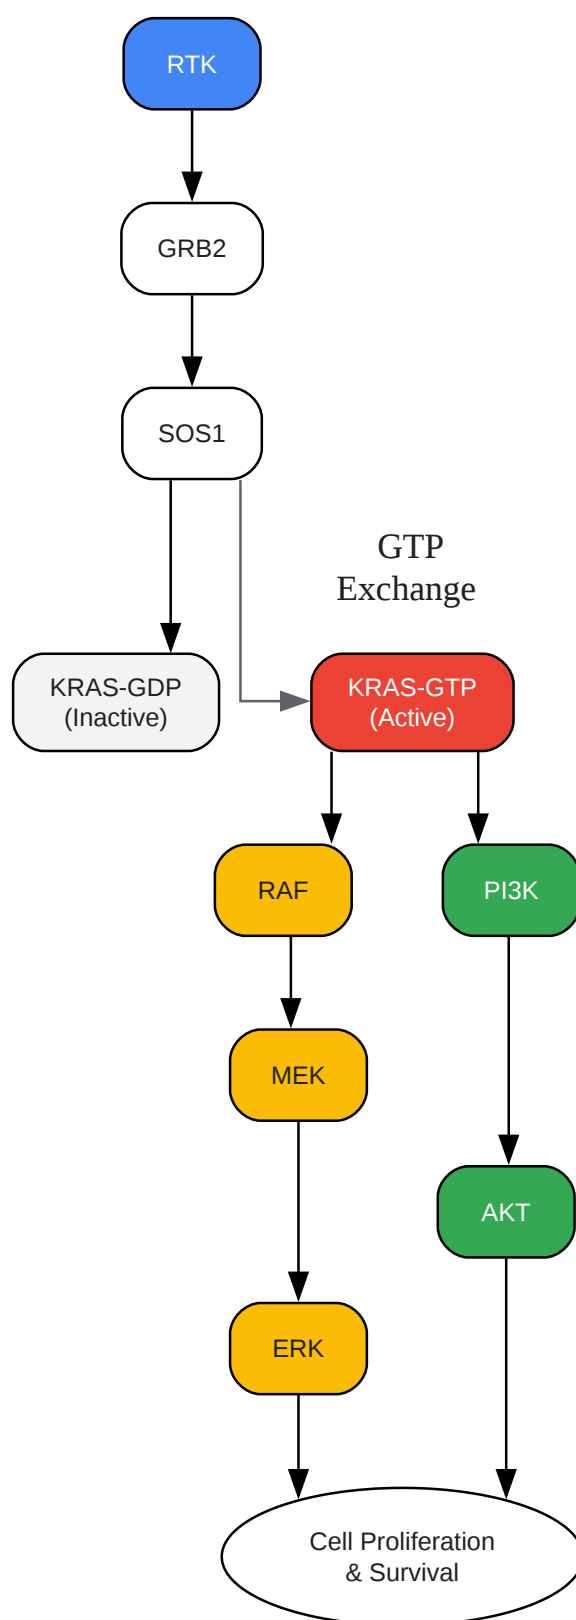 RTK
GRB2
SOS1
GTP
Exchange
KRAS-GDP
(Inactive)
KRAS-GTP
(Active)
RAF
PI3K
MEK
AKT
ERK
Cell Proliferation
& Survival